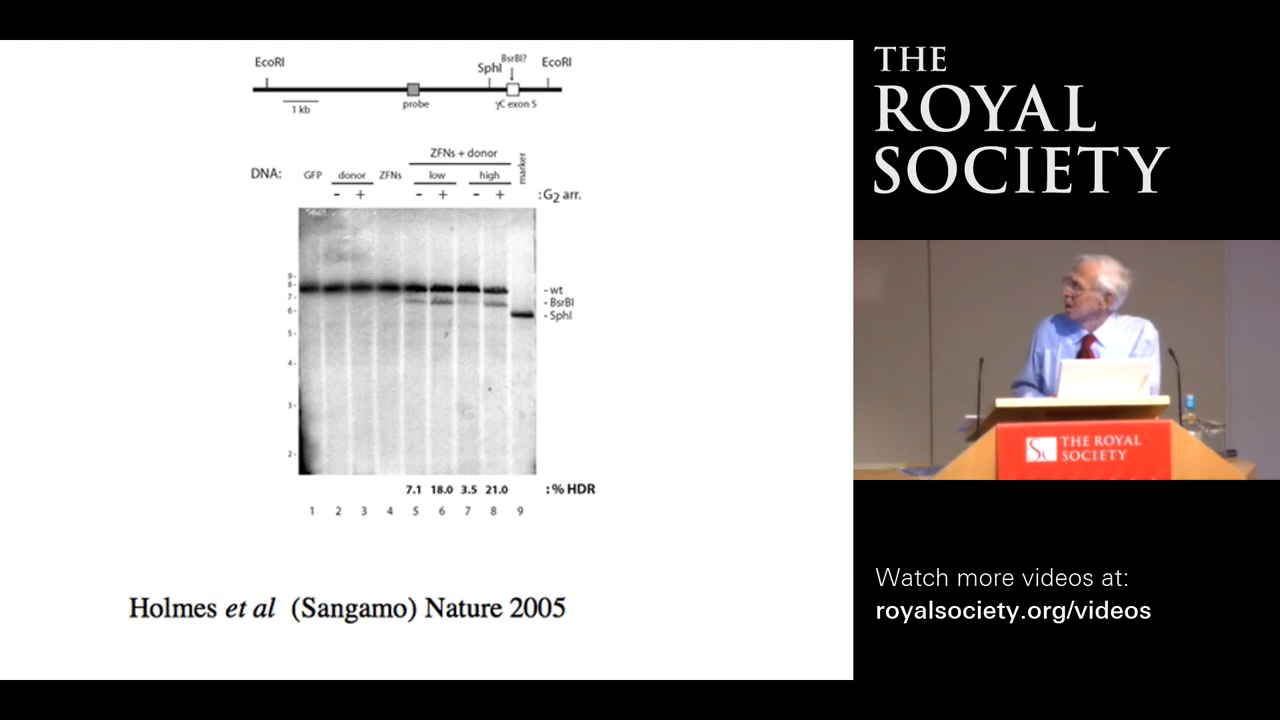 EcoRI
SphI
BsrBI?
EcoRI
1 kb
probe
γC exon 5
ZFNs + donor
marker
DNA:
GFP
donor
ZFNs
low
high
- + - + - + :G2 arr.
9-
8-
7-
6-
5-
4-
3-
2-
- wt
- BsrBI
- SphI
7.1 18.0 3.5 21.0 : % HDR
1 2 3 4 5 6 7 8 9
Holmes et al (Sangamo) Nature 2005
THE
ROYAL
SOCIETY
THE ROYAL
SOCIETY
Watch more videos at:
royalsociety.org/videos